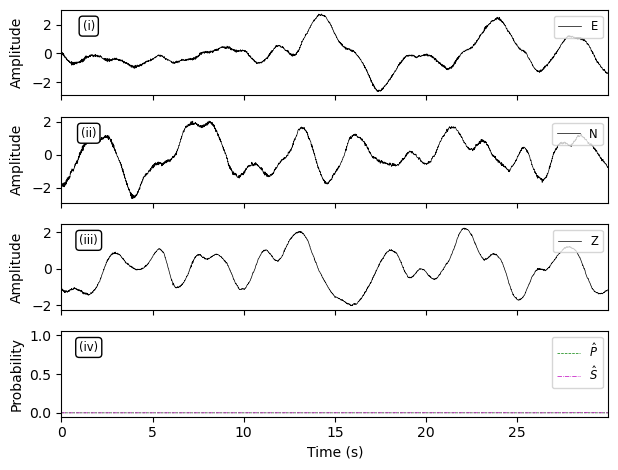 Amplitude
2
0
−2
(i)
E
Amplitude
2
0
−2
(ii)
N
Amplitude
2
0
−2
(iii)
Z
Probability
1.0
0.5
0.0
(iv)
P̂
Ŝ
0 5 10 15 20 25
Time (s)